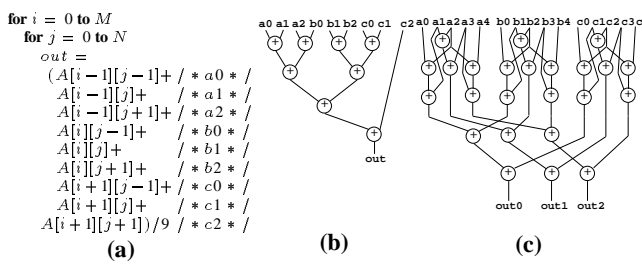 for i = 0 to M
for j = 0 to N
out =
(A[i − 1][j − 1]+ / * a0 * /
A[i − 1][j]+ / * a1 * /
A[i − 1][j + 1]+ / * a2 * /
A[i][j − 1]+ / * b0 * /
A[i][j]+ / * b1 * /
A[i][j + 1]+ / * b2 * /
A[i + 1][j − 1]+ / * c0 * /
A[i + 1][j]+ / * c1 * /
A[i + 1][j + 1])/9 / * c2 * /
(a)
a0 a1 a2 b0 b1 b2 c0 c1 c2
+ +
+ +
+
+
out
(b)
a0 a1 a2 a3 a4 b0 b1 b2 b3 b4 c0 c1 c2 c3 c
+ + +
+ + + + + +
+ + + + + +
+ + +
+ + +
out0 out1 out2
(c)